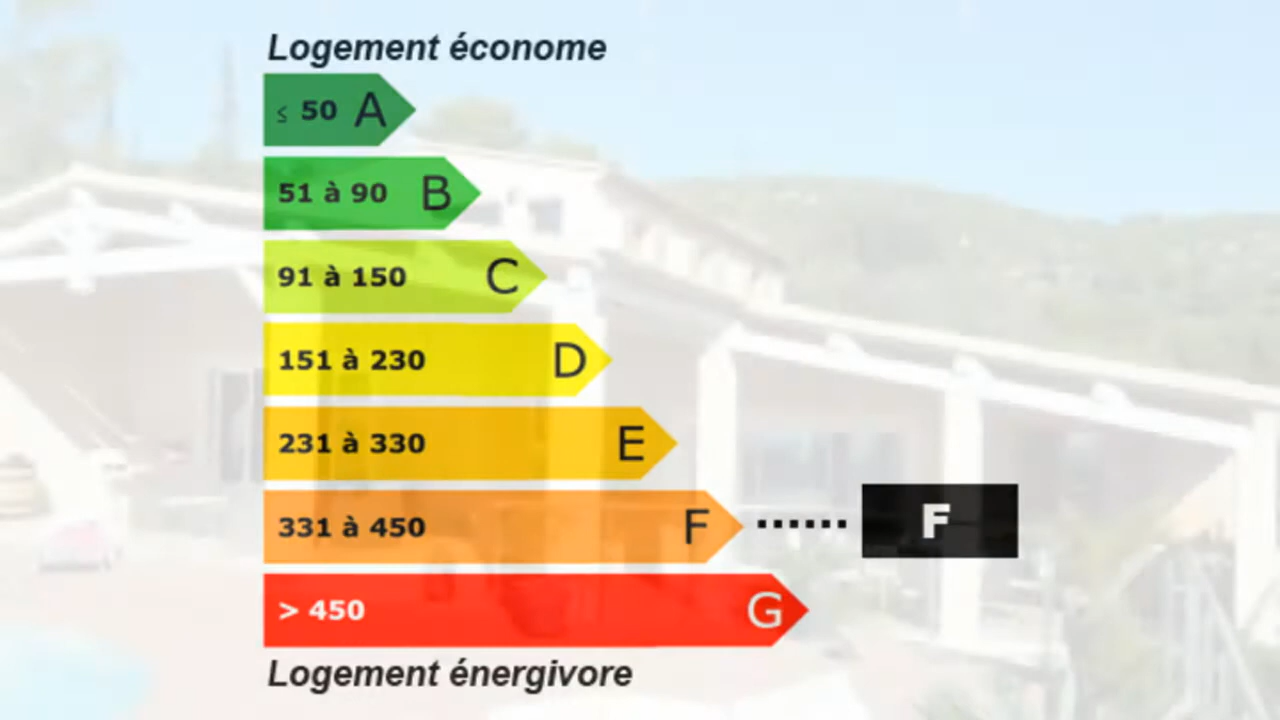 Logement économe
≤ 50 A
51 à 90 B
91 à 150 C
151 à 230 D
231 à 330 E
331 à 450 F F
> 450 G
Logement énergivore